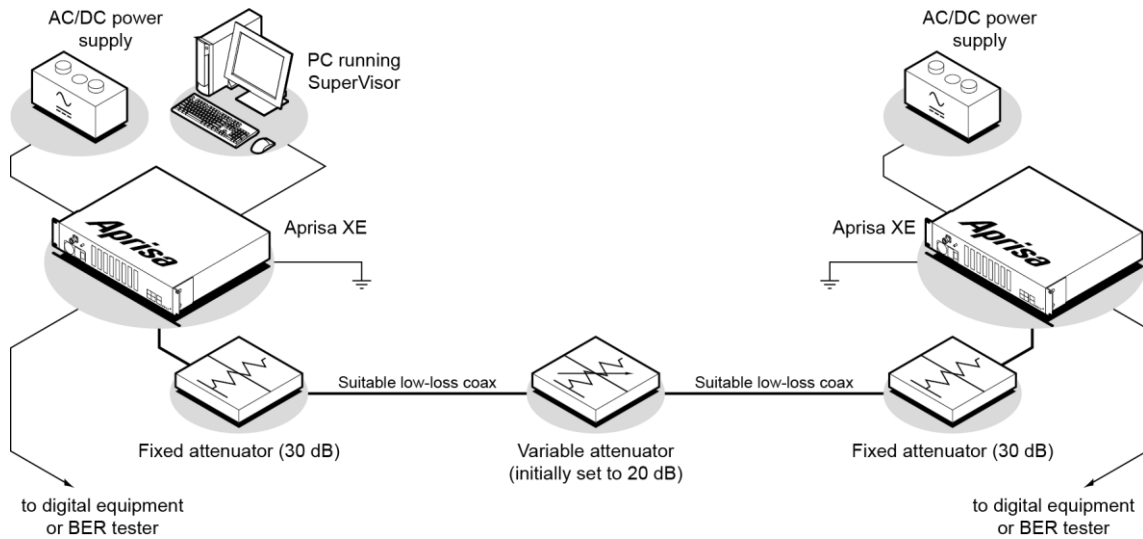 AC/DC power
supply
PC running
SuperVisor
AC/DC power
supply
Aprisa
Aprisa XE
Aprisa XE
Aprisa
Suitable low-loss coax
Suitable low-loss coax
Fixed attenuator (30 dB)
Variable attenuator
(initially set to 20 dB)
Fixed attenuator (30 dB)
to digital equipment
or BER tester
to digital equipment
or BER tester